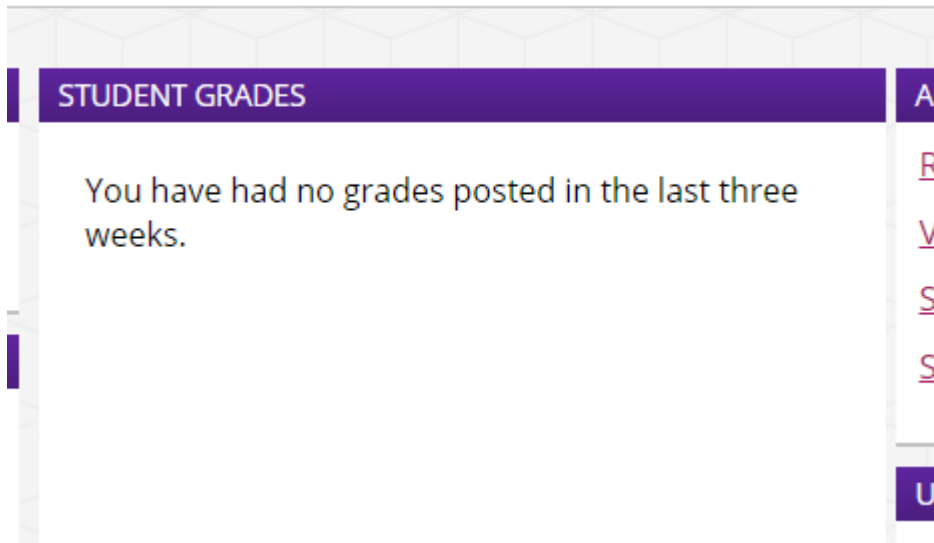 STUDENT GRADES
You have had no grades posted in the last three
weeks.
A
R
V
S
S
U